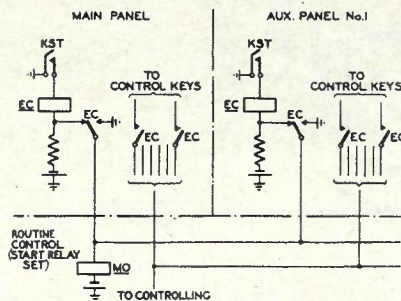 MAIN PANEL
AUX. PANEL No.1
KST
KST
TO
CONTROL KEYS
TO
CONTROL KEYS
EC
EC
EC
EC
EC
EC
EC
EC
ROUTINE
CONTROL
(START RELAY
SET)
MO
TO CONTROLLING